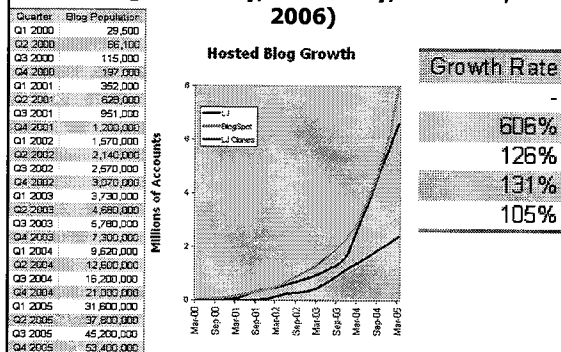 2006)
Quarter Blog Population
Q1 2000 29,500
Q2 2000 66,100
Q3 2000 115,000
Q4 2000 197,000
Q1 2001 352,000
Q2 2001 628,000
Q3 2001 951,000
Q4 2001 1,200,000
Q1 2002 1,570,000
Q2 2002 2,140,000
Q3 2002 2,570,000
Q4 2002 3,070,000
Q1 2003 3,730,000
Q2 2003 4,680,000
Q3 2003 5,780,000
Q4 2003 7,300,000
Q1 2004 9,620,000
Q2 2004 12,600,000
Q3 2004 16,200,000
Q4 2004 21,000,000
Q1 2005 31,600,000
Q2 2005 37,800,000
Q3 2005 45,200,000
Q4 2005 53,400,000
Hosted Blog Growth
Millions of Accounts
6
6
4
2
0
LJ
BlogSpot
LJ Clones
Mar-00
Sep-00
Mar-01
Sep-01
Mar-02
Sep-02
Mar-03
Sep-03
Mar-04
Sep-04
Mar-05
Growth Rate
-
606%
126%
131%
105%